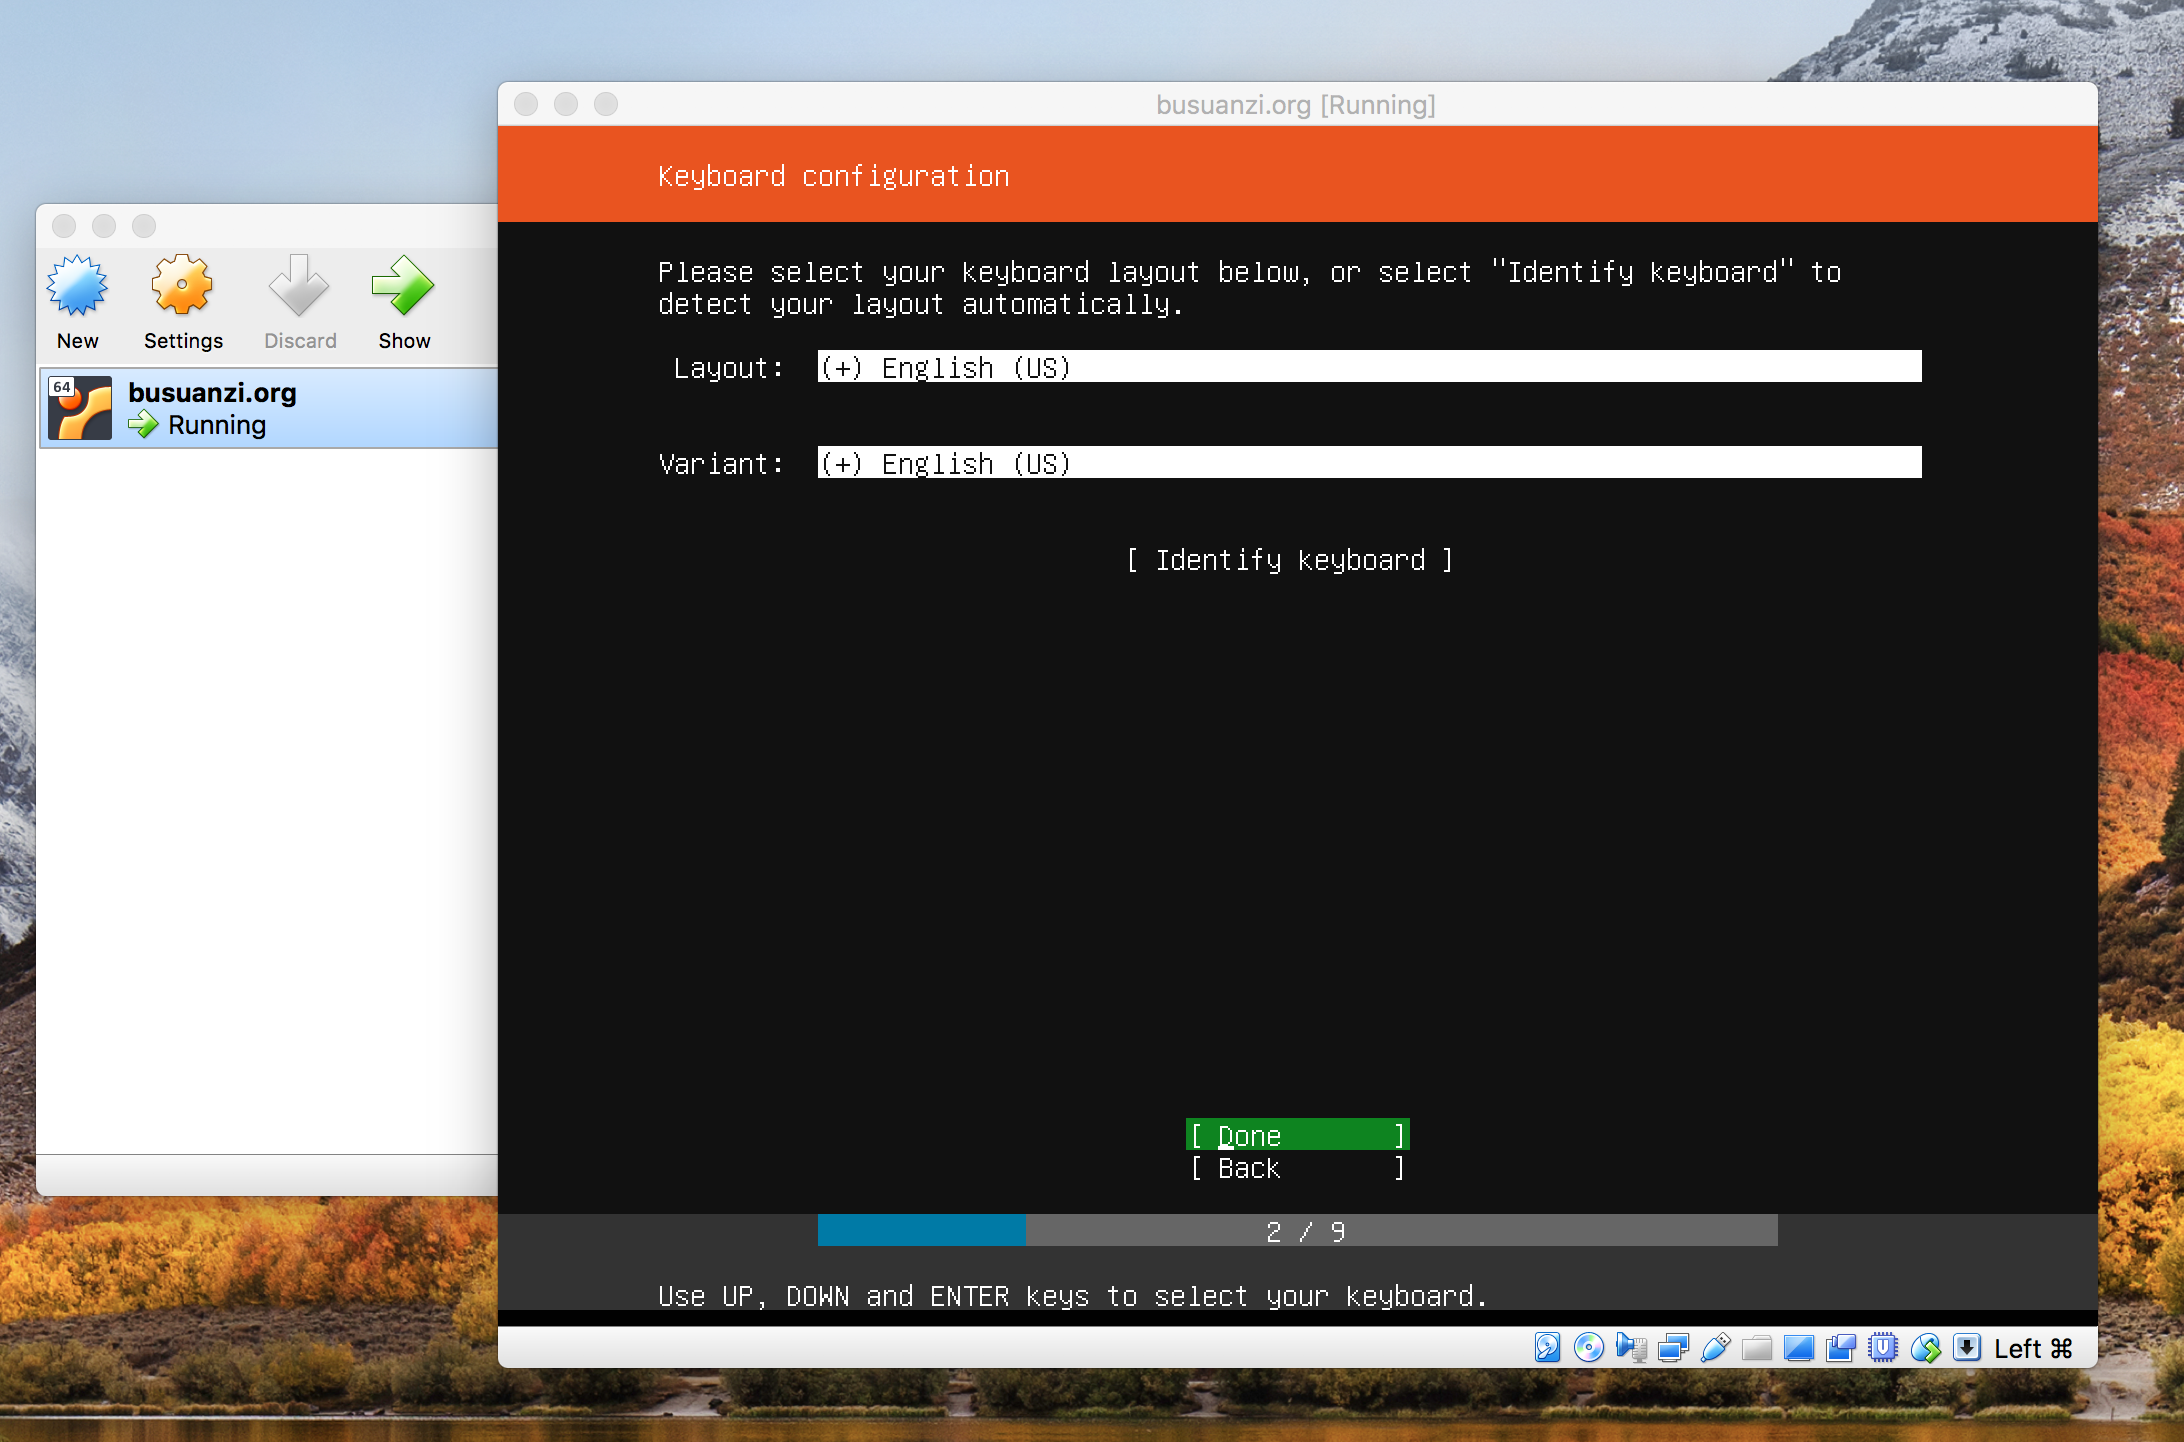 busuanzi.org [Running]
Keyboard configuration
Please select your keyboard layout below, or select "Identify keyboard" to
detect your layout automatically.
Layout: (+) English (US)
Variant: (+) English (US)
[ Identify keyboard ]
[ Done ]
[ Back ]
2 / 9
Use UP, DOWN and ENTER keys to select your keyboard.
Left ⌘
New Settings Discard Show
64
busuanzi.org
Running